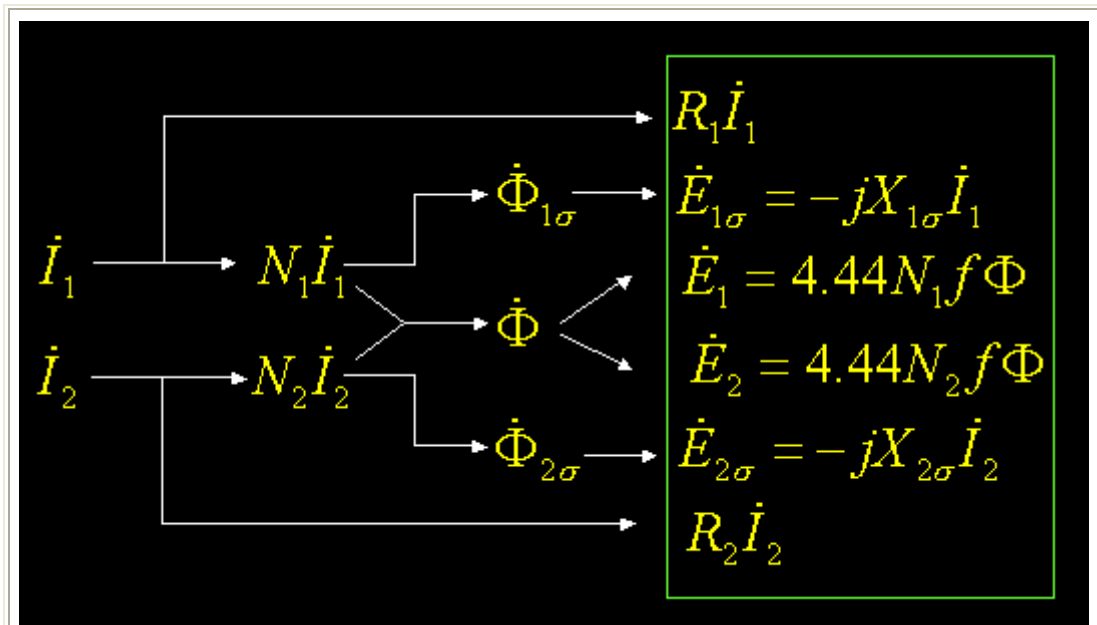 R₁İ₁
Φ̇₁σ
Ė₁σ = −jX₁σİ₁
İ₁
N₁İ₁
Ė₁ = 4.44N₁fΦ
Φ̇
İ₂
N₂İ₂
Ė₂ = 4.44N₂fΦ
Φ̇₂σ
Ė₂σ = −jX₂σİ₂
R₂İ₂